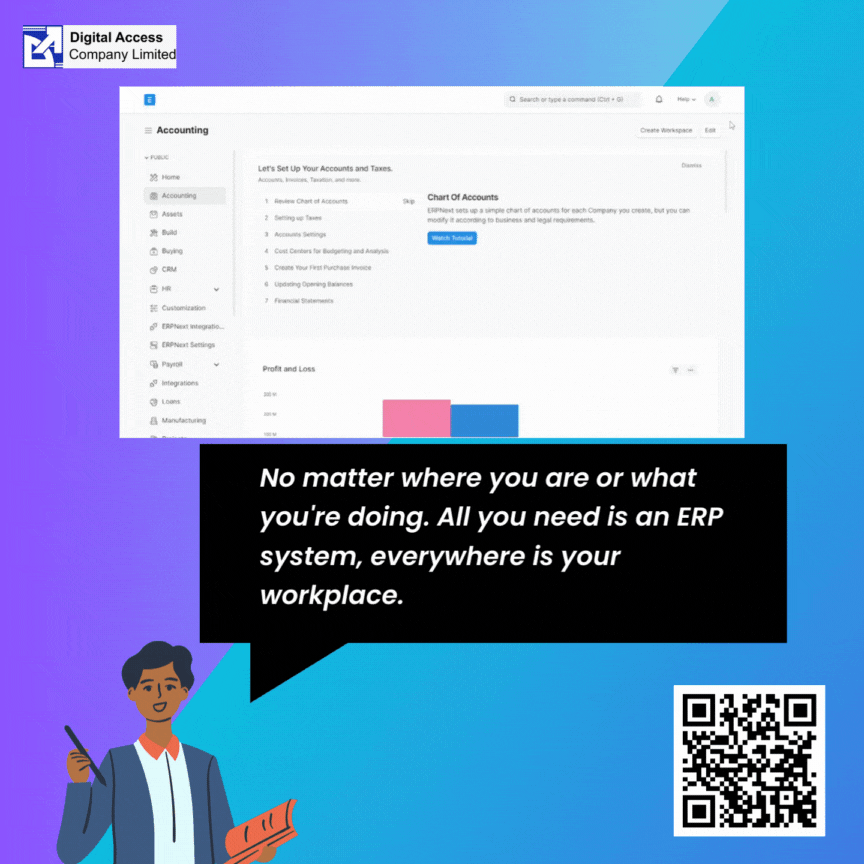 Digital Access
Company Limited
E
Search or type a command (Ctrl + G)
Help
A
Accounting
Create Workspace
Edit
PUBLIC
Home
Accounting
Assets
Build
Buying
CRM
HR
Customization
ERPNext Integratio...
ERPNext Settings
Payroll
Integrations
Loans
Manufacturing
Let's Set Up Your Accounts and Taxes.
Accounts, Invoices, Taxation, and more.
Dismiss
1 Review Chart of Accounts Skip
2 Setting up Taxes
3 Accounts Settings
4 Cost Centers for Budgeting and Analysis
5 Create Your First Purchase Invoice
6 Updating Opening Balances
7 Financial Statements
Chart Of Accounts
ERPNext sets up a simple chart of accounts for each Company you create, but you can
modify it according to business and legal requirements.
Watch Tutorial
Profit and Loss
No matter where you are or what
you're doing. All you need is an ERP
system, everywhere is your
workplace.